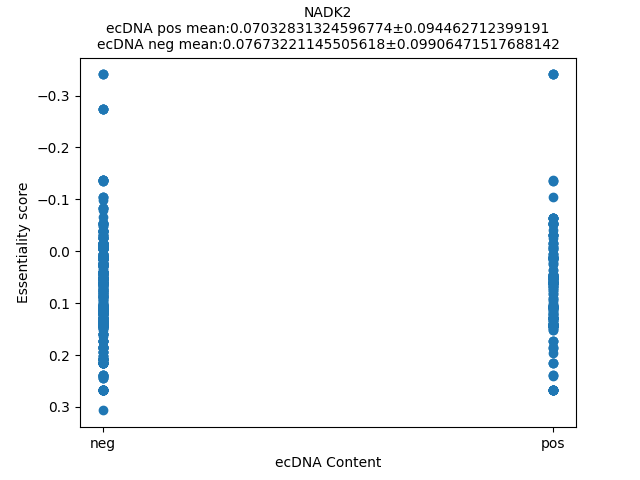 NADK2
ecDNA pos mean:0.07032831324596774±0.094462712399191
ecDNA neg mean:0.07673221145505618±0.09906471517688142
−0.3
−0.2
−0.1
0.0
0.1
0.2
0.3
Essentiality score
neg
pos
ecDNA Content